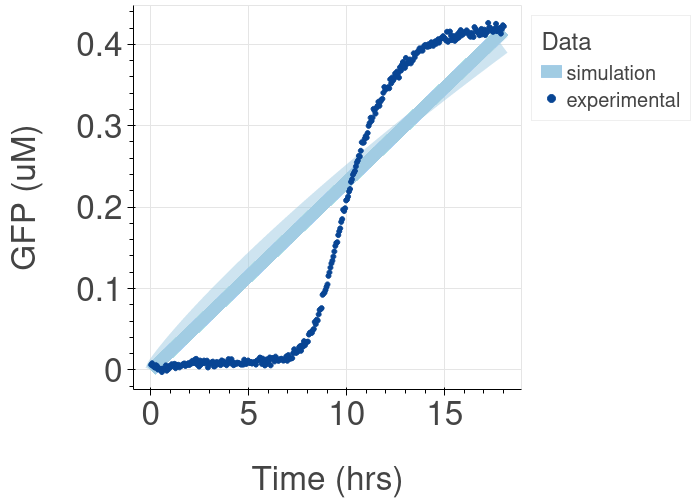 GFP (uM)
0.4
0.3
0.2
0.1
0
0 5 10 15
Time (hrs)
Data
simulation
experimental